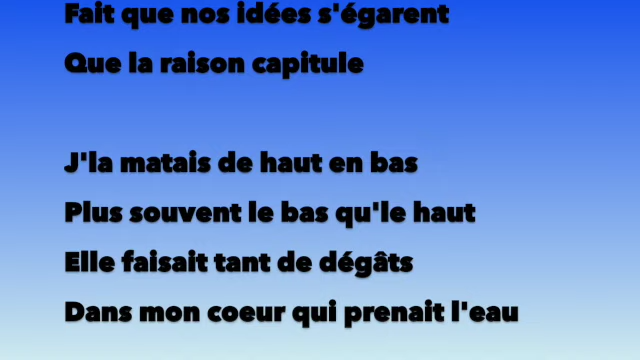 Fait que nos idées s'égarent
Que la raison capitule
J'la matais de haut en bas
Plus souvent le bas qu'le haut
Elle faisait tant de dégâts
Dans mon coeur qui prenait l'eau